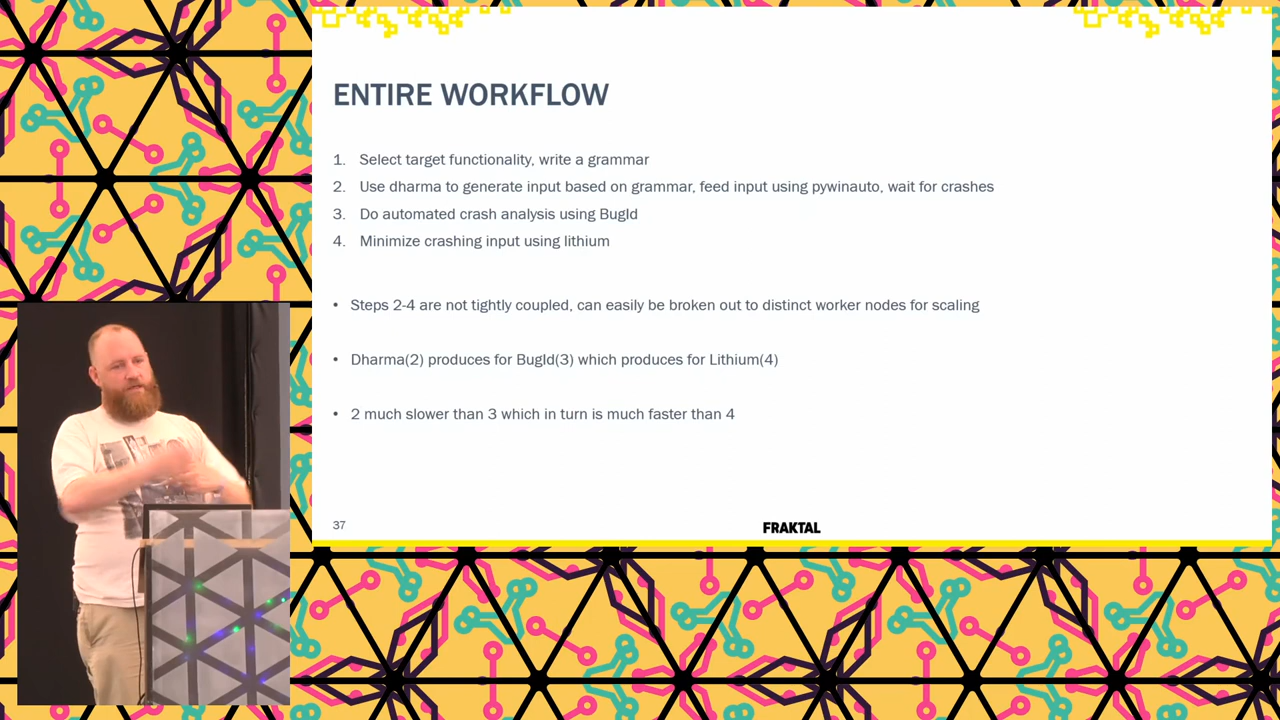 ENTIRE WORKFLOW
1. Select target functionality, write a grammar
2. Use dharma to generate input based on grammar, feed input using pywinauto, wait for crashes
3. Do automated crash analysis using BugId
4. Minimize crashing input using lithium
• Steps 2-4 are not tightly coupled, can easily be broken out to distinct worker nodes for scaling
• Dharma(2) produces for BugId(3) which produces for Lithium(4)
• 2 much slower than 3 which in turn is much faster than 4
37
FRAKTAL